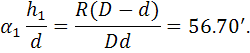 α₁ h₁/d = R(D − d)/Dd = 56.70′.